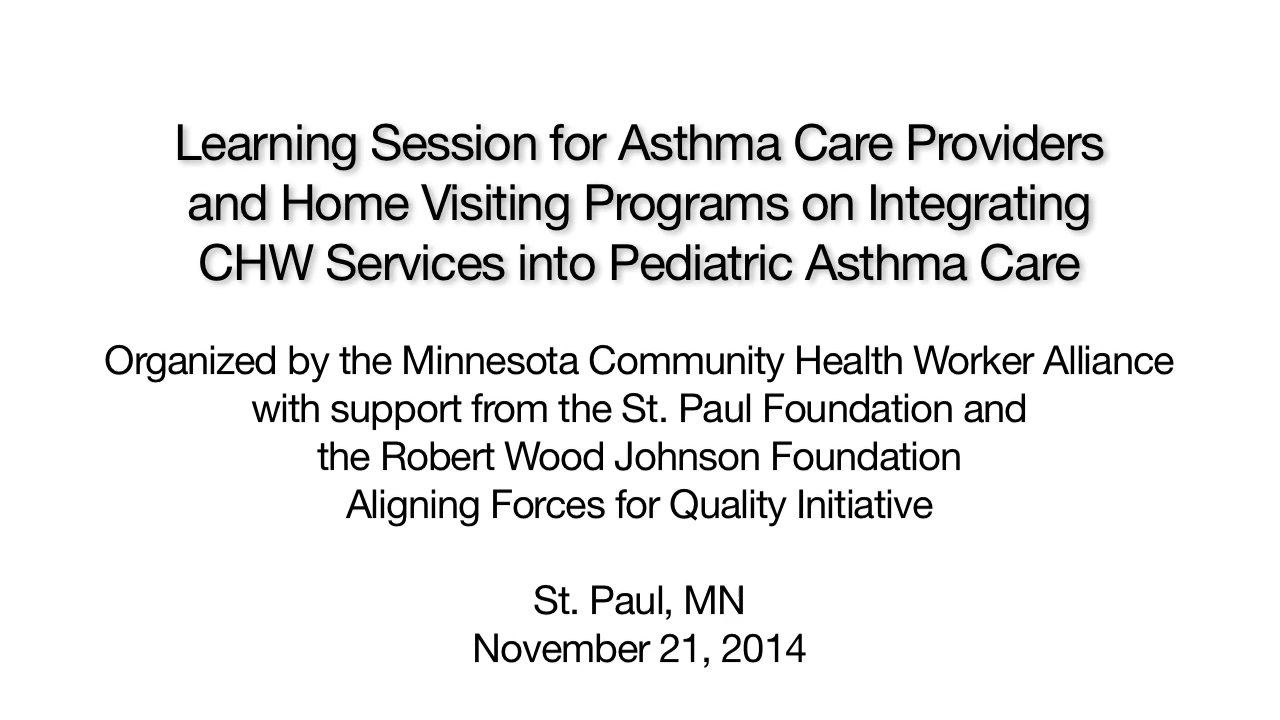 Learning Session for Asthma Care Providers
and Home Visiting Programs on Integrating
CHW Services into Pediatric Asthma Care
Organized by the Minnesota Community Health Worker Alliance
with support from the St. Paul Foundation and
the Robert Wood Johnson Foundation
Aligning Forces for Quality Initiative
St. Paul, MN
November 21, 2014